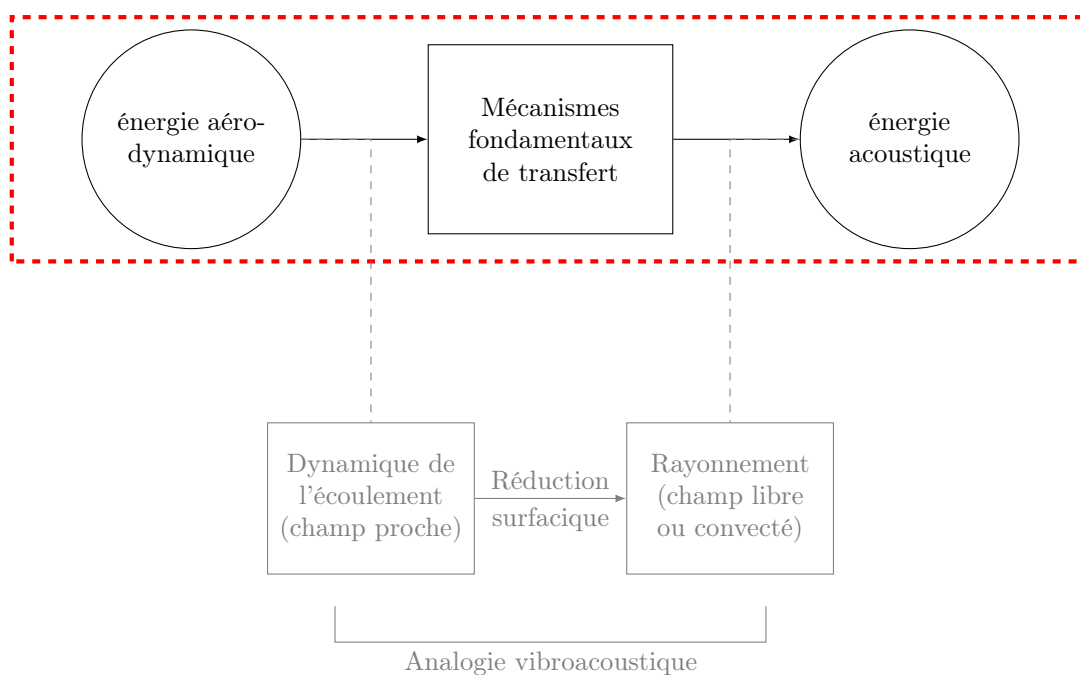 énergie aéro-
dynamique
Mécanismes
fondamentaux
de transfert
énergie
acoustique
Dynamique de
l'écoulement
(champ proche)
Réduction
surfacique
Rayonnement
(champ libre
ou convecté)
Analogie vibroacoustique